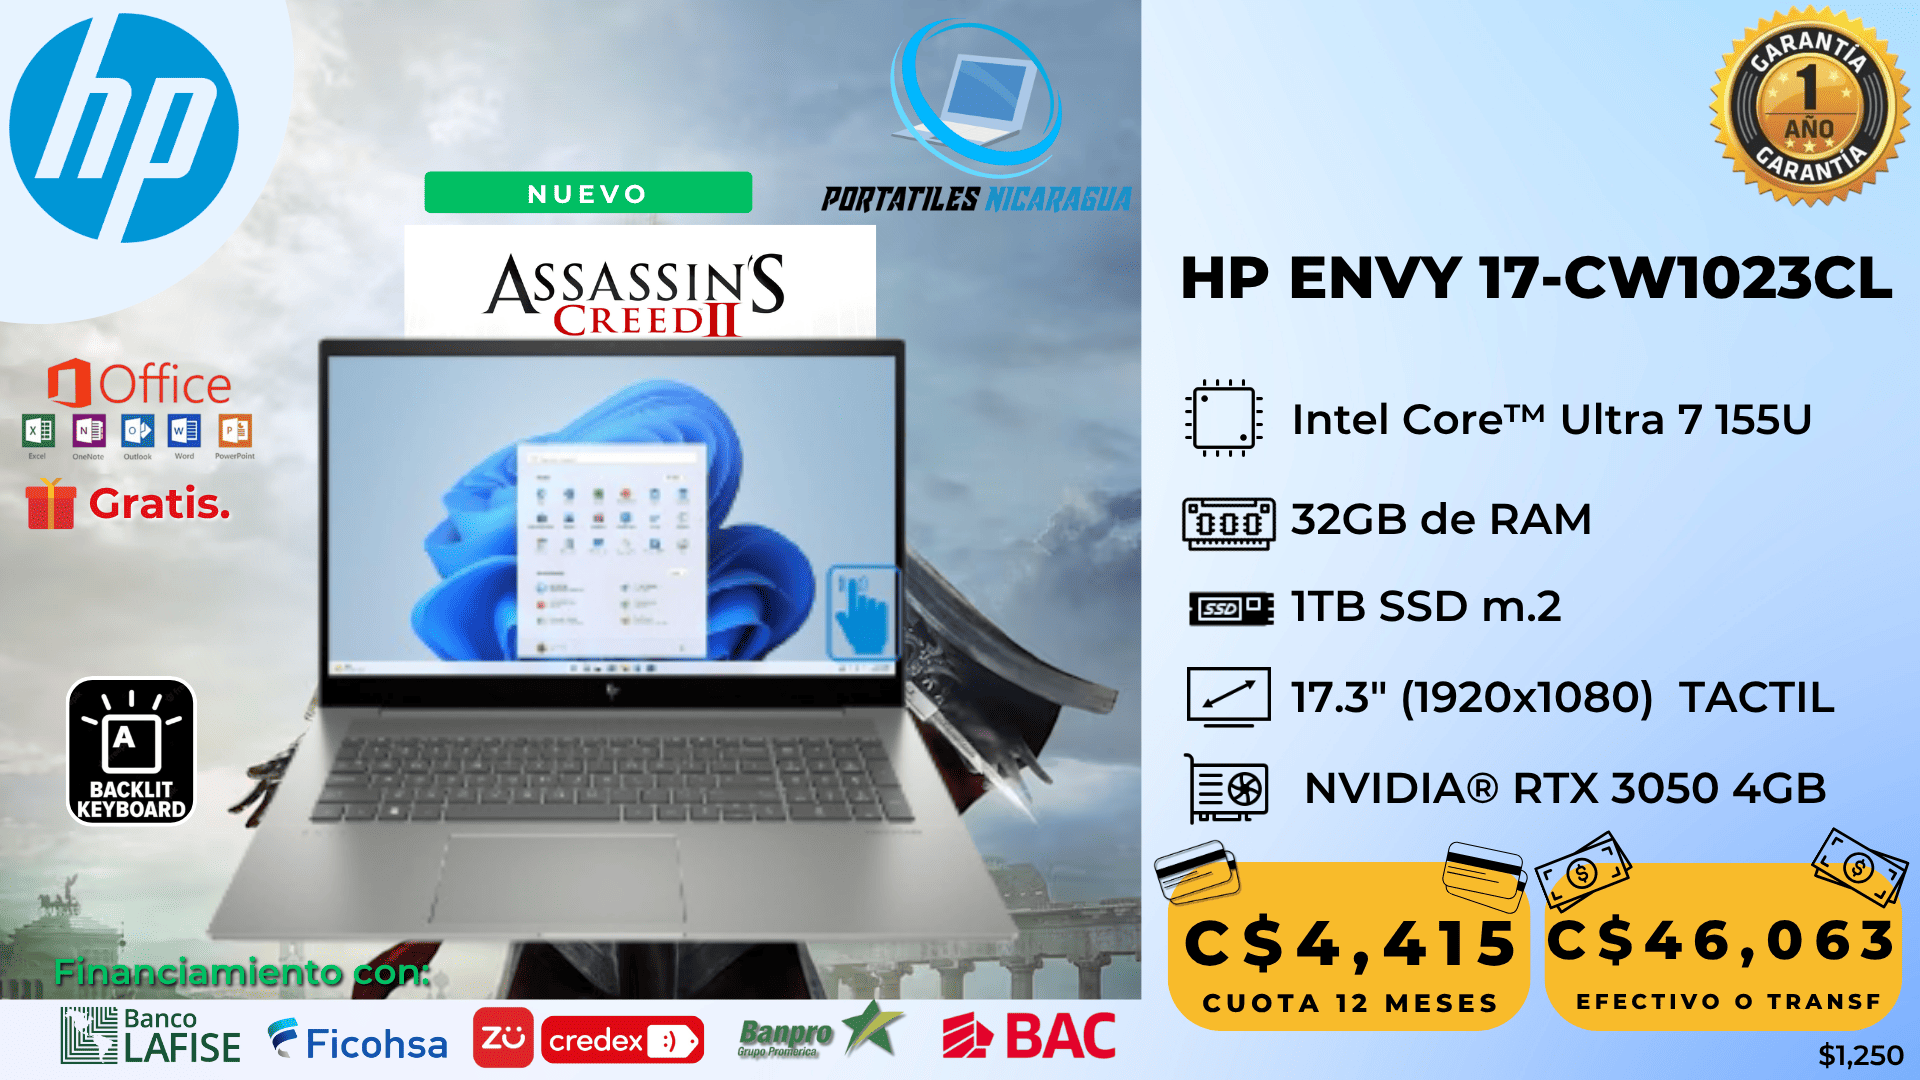 hp
NUEVO
PORTATILES NICARAGUA
ASSASSIN'S
CREED II
Office
Excel
OneNote
Outlook
Word
PowerPoint
Gratis.
A
BACKLIT
KEYBOARD
Financiamiento con:
Banco
LAFISE
Ficohsa
zü
credex
Banpro
Grupo Promerica
BAC
GARANTÍA
1
AÑO
GARANTÍA
HP ENVY 17-CW1023CL
Intel Core™ Ultra 7 155U
32GB de RAM
SSD
1TB SSD m.2
17.3" (1920x1080) TACTIL
NVIDIA® RTX 3050 4GB
C$4,415
CUOTA 12 MESES
C$46,063
EFECTIVO O TRANSF
$1,250